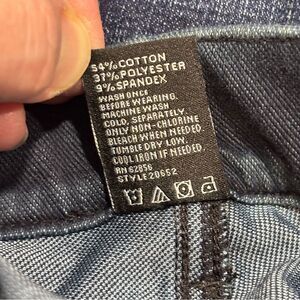 54%COTTON
37%POLYESTER
9%SPANDEX
WASH ONCE
BEFORE WEARING.
MACHINE WASH
COLD, SEPARATELY.
ONLY NON-CHLORINE
BLEACH WHEN NEEDED.
TUMBLE DRY LOW.
COOL IRON IF NEEDED.
RN 62856
STYLE 20652